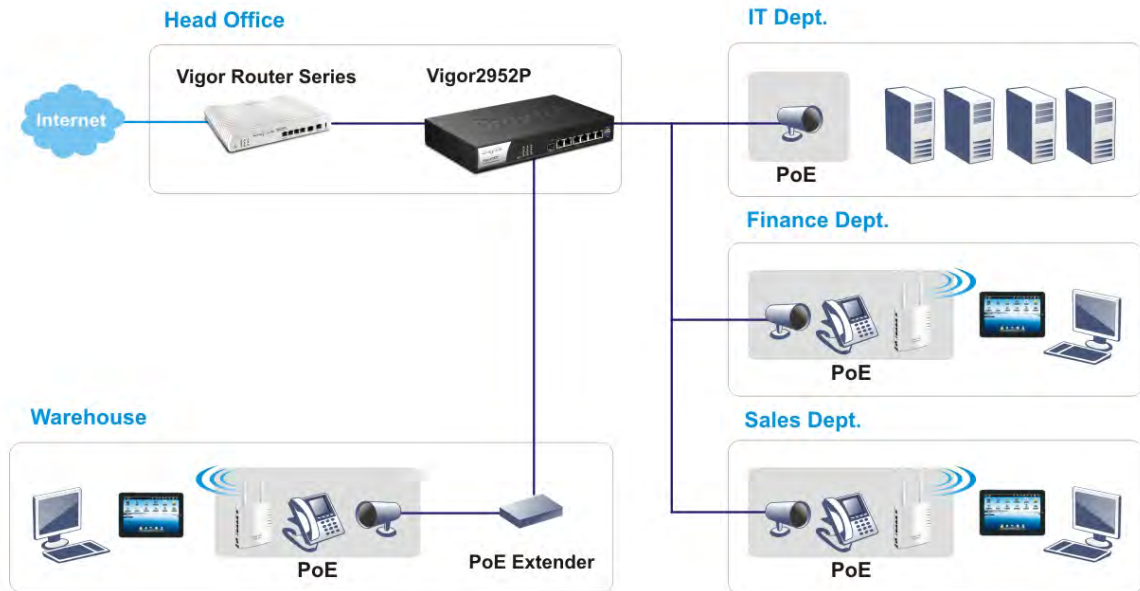 Head Office
IT Dept.
Vigor Router Series
Vigor2952P
Internet
PoE
Finance Dept.
PoE
Warehouse
Sales Dept.
PoE Extender
PoE
PoE